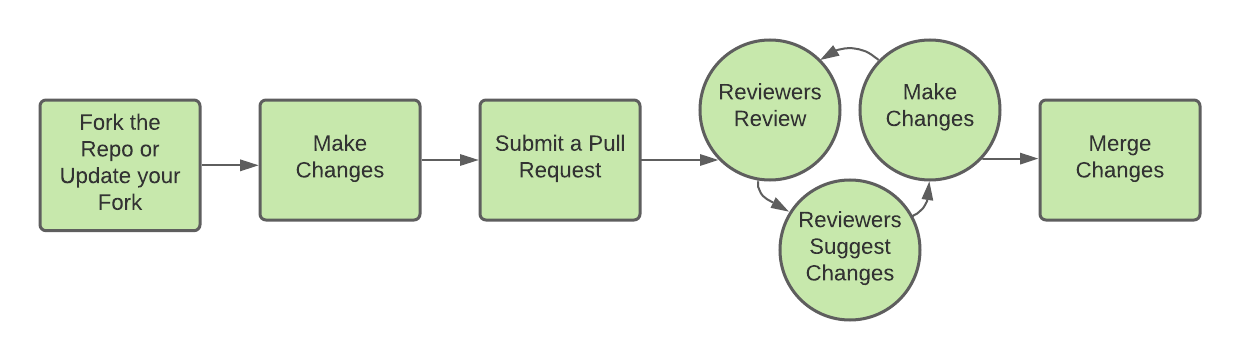 Fork the
Repo or
Update your
Fork
Make
Changes
Submit a Pull
Request
Reviewers
Review
Reviewers
Suggest
Changes
Make
Changes
Merge
Changes